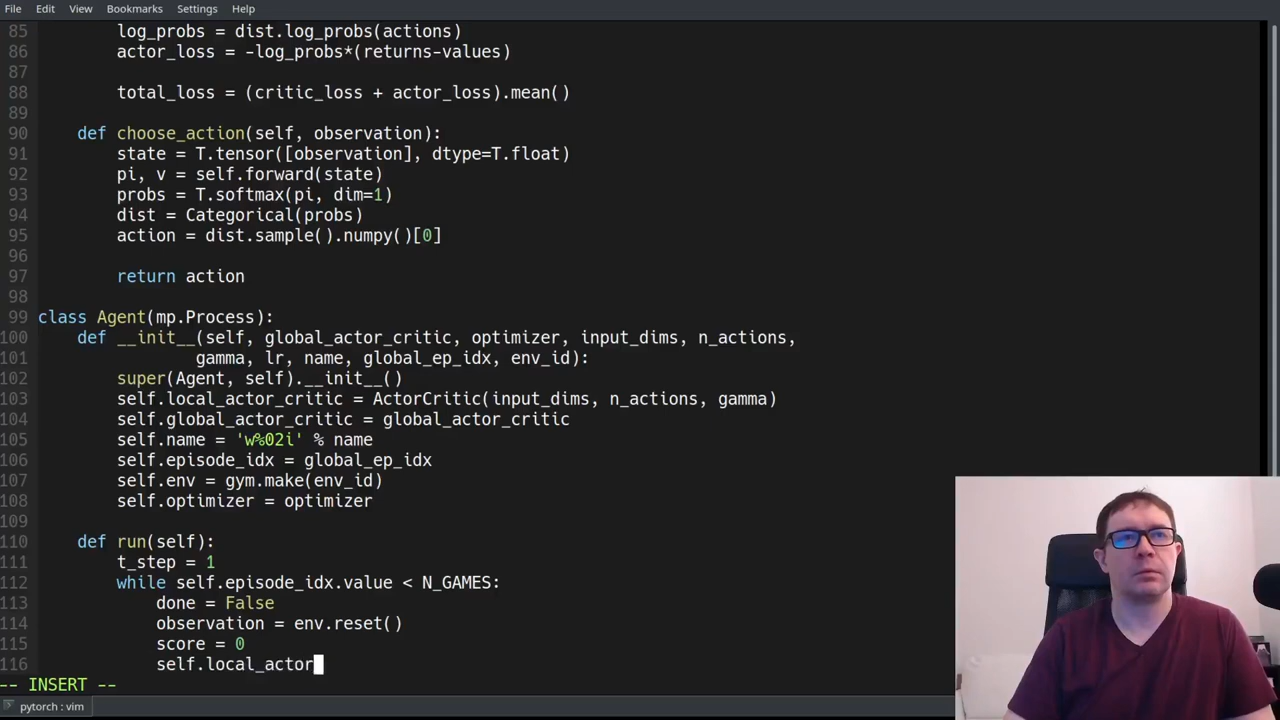 File Edit View Bookmarks Settings Help
85 log_probs = dist.log_probs(actions)
86 actor_loss = -log_probs*(returns-values)
87
88 total_loss = (critic_loss + actor_loss).mean()
89
90 def choose_action(self, observation):
91 state = T.tensor([observation], dtype=T.float)
92 pi, v = self.forward(state)
93 probs = T.softmax(pi, dim=1)
94 dist = Categorical(probs)
95 action = dist.sample().numpy()[0]
96
97 return action
98
99 class Agent(mp.Process):
100 def __init__(self, global_actor_critic, optimizer, input_dims, n_actions,
101 gamma, lr, name, global_ep_idx, env_id):
102 super(Agent, self).__init__()
103 self.local_actor_critic = ActorCritic(input_dims, n_actions, gamma)
104 self.global_actor_critic = global_actor_critic
105 self.name = 'w%02i' % name
106 self.episode_idx = global_ep_idx
107 self.env = gym.make(env_id)
108 self.optimizer = optimizer
109
110 def run(self):
111 t_step = 1
112 while self.episode_idx.value < N_GAMES:
113 done = False
114 observation = env.reset()
115 score = 0
116 self.local_actor
-- INSERT --
pytorch : vim